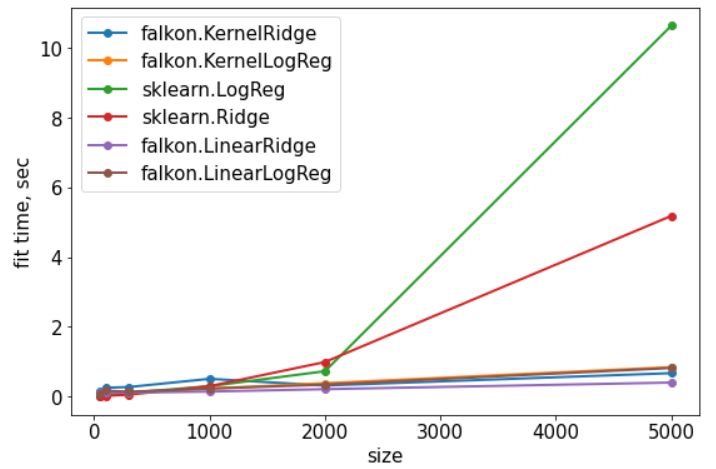 falkon.KernelRidge
falkon.KernelLogReg
sklearn.LogReg
sklearn.Ridge
falkon.LinearRidge
falkon.LinearLogReg
10
8
6
4
2
0
fit time, sec
0
1000
2000
3000
4000
5000
size